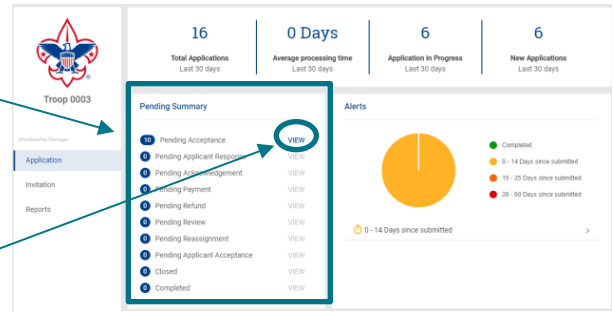 16
Total Applications
Last 30 days
0 Days
Average processing time
Last 30 days
6
Application in Progress
Last 30 days
6
New Applications
Last 30 days
Troop 0003
Membership Manager
Application
Invitation
Reports
Pending Summary
10 Pending Acceptance VIEW
0 Pending Applicant Response VIEW
0 Pending Acknowledgement VIEW
0 Pending Payment VIEW
0 Pending Refund VIEW
0 Pending Review VIEW
0 Pending Reassignment VIEW
0 Pending Applicant Acceptance VIEW
0 Closed VIEW
0 Completed VIEW
Alerts
Completed
0 - 14 Days since submitted
15 - 25 Days since submitted
26 - 60 Days since submitted
0 - 14 Days since submitted >